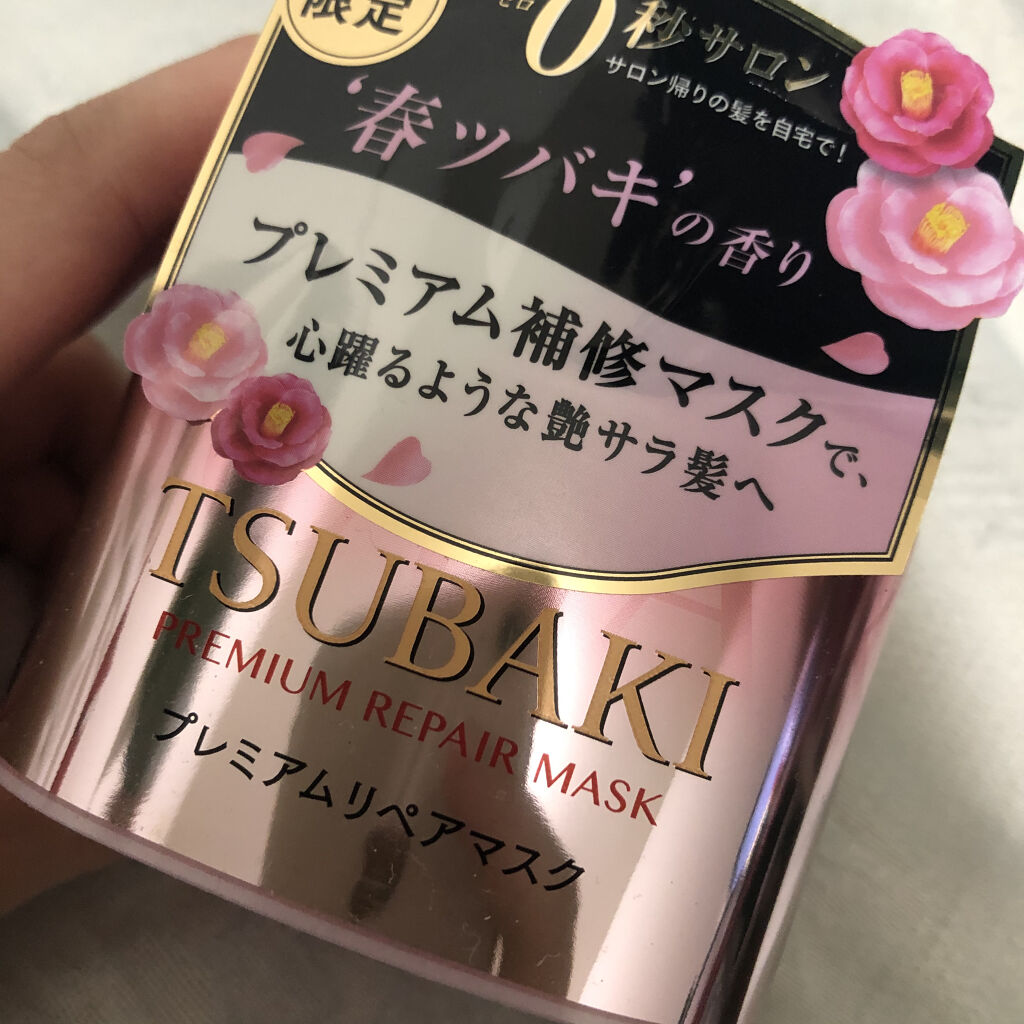 限定
ゼロ
0秒サロン
サロン帰りの髪を自宅で!
‘春ツバキ’の香り
プレミアム補修マスクで、
心躍るような艶サラ髪へ
TSUBAKI
PREMIUM REPAIR MASK
プレミアムリペアマスク